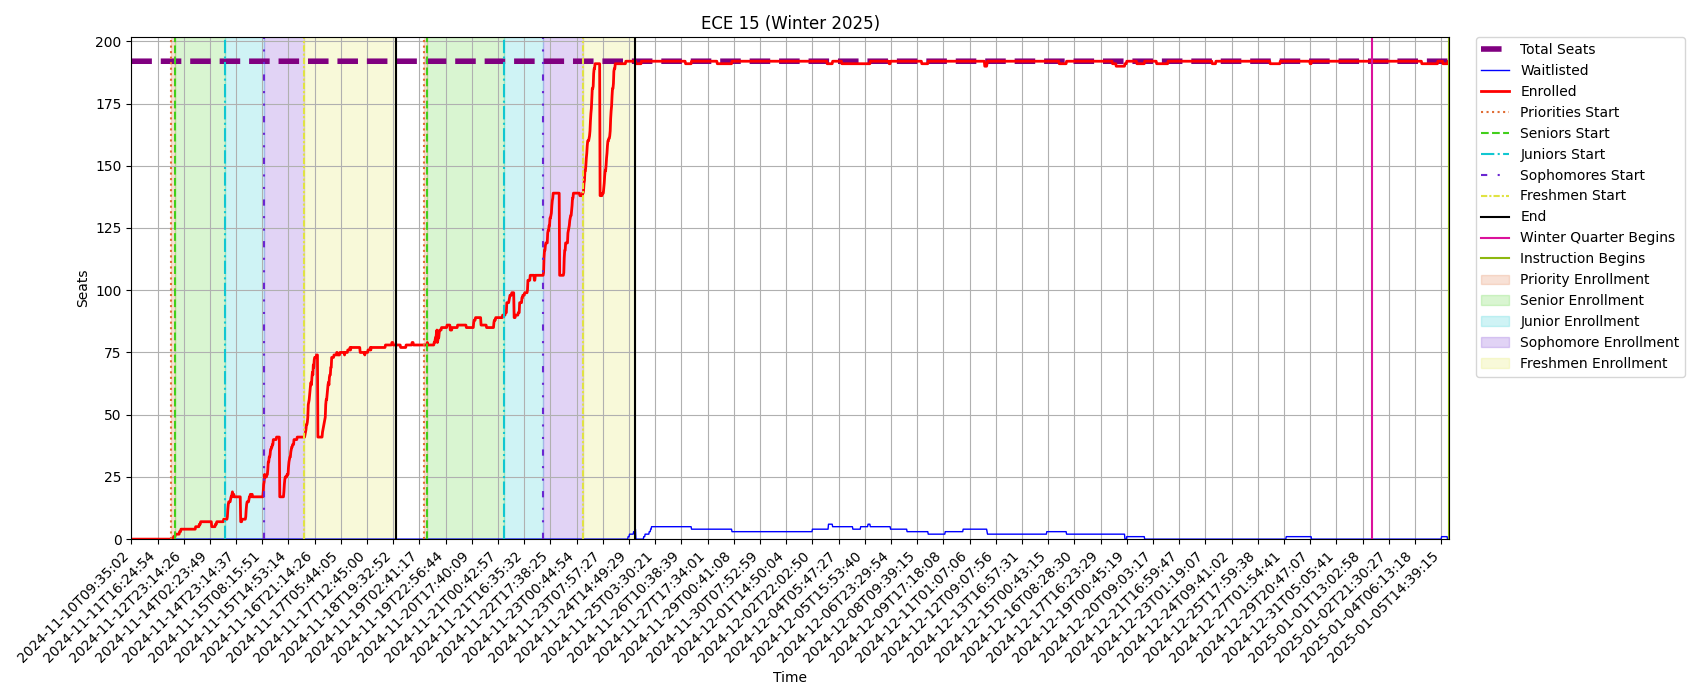 ECE 15 (Winter 2025)
200
175
150
125
100
75
50
25
0
Seats
2024-11-10T09:35:02
2024-11-11T16:24:54
2024-11-12T23:14:26
2024-11-14T02:23:49
2024-11-14T23:14:37
2024-11-15T08:15:51
2024-11-15T14:53:14
2024-11-16T21:14:26
2024-11-17T05:44:05
2024-11-17T12:45:00
2024-11-18T19:32:52
2024-11-19T02:41:17
2024-11-19T22:56:44
2024-11-20T17:40:09
2024-11-21T00:42:57
2024-11-21T16:35:32
2024-11-22T17:38:25
2024-11-23T00:44:54
2024-11-23T07:57:27
2024-11-24T14:49:29
2024-11-25T03:30:21
2024-11-26T10:38:39
2024-11-27T17:34:01
2024-11-29T00:41:08
2024-11-30T07:52:59
2024-12-01T14:50:04
2024-12-02T22:02:50
2024-12-04T05:47:27
2024-12-05T15:53:40
2024-12-06T23:29:54
2024-12-08T09:39:15
2024-12-09T17:18:08
2024-12-11T01:07:06
2024-12-12T09:07:56
2024-12-13T16:57:31
2024-12-15T00:43:15
2024-12-16T08:28:30
2024-12-17T16:23:29
2024-12-19T00:45:19
2024-12-20T09:03:17
2024-12-21T16:59:47
2024-12-23T01:19:07
2024-12-24T09:41:02
2024-12-25T17:59:38
2024-12-27T01:54:41
2024-12-29T20:47:07
2024-12-31T05:05:41
2025-01-01T13:02:58
2025-01-02T21:30:27
2025-01-04T06:13:18
2025-01-05T14:39:15
Time
Total Seats
Waitlisted
Enrolled
Priorities Start
Seniors Start
Juniors Start
Sophomores Start
Freshmen Start
End
Winter Quarter Begins
Instruction Begins
Priority Enrollment
Senior Enrollment
Junior Enrollment
Sophomore Enrollment
Freshmen Enrollment